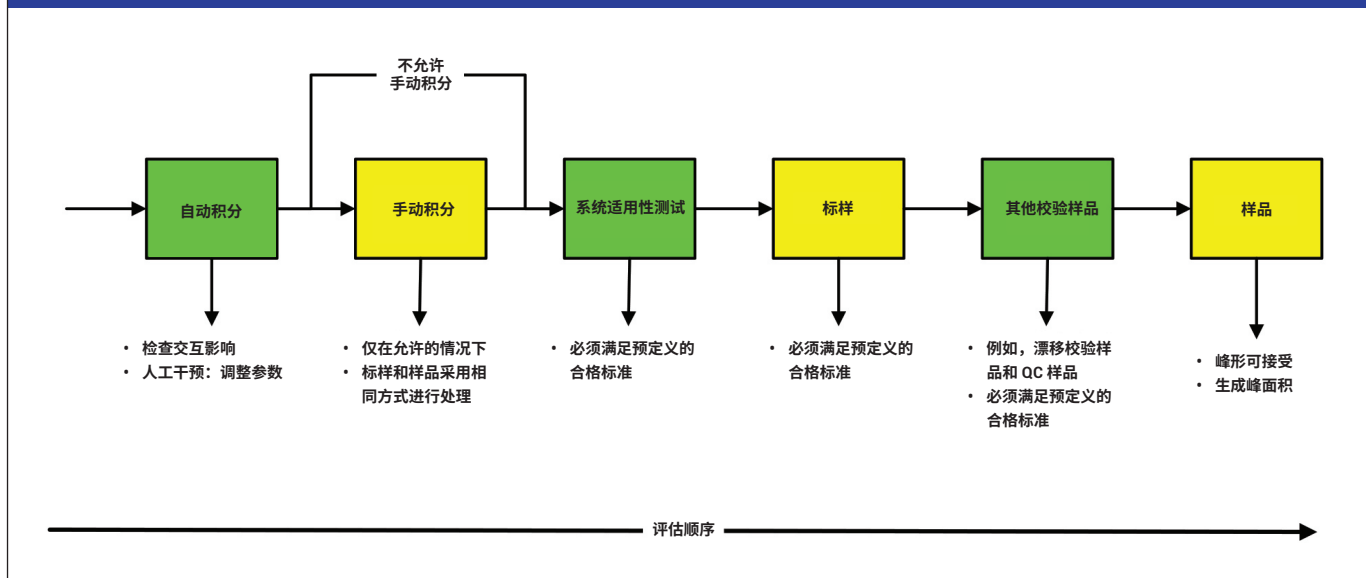 不允许
手动积分
自动积分
手动积分
系统适用性测试
标样
其他校验样品
样品
• 检查交互影响
• 人工干预：调整参数
• 仅在允许的情况下
• 标样和样品采用相
同方式进行处理
• 必须满足预定义的
合格标准
• 必须满足预定义的
合格标准
• 例如，漂移校验样
品和 QC 样品
• 必须满足预定义的
合格标准
• 峰形可接受
• 生成峰面积
评估顺序